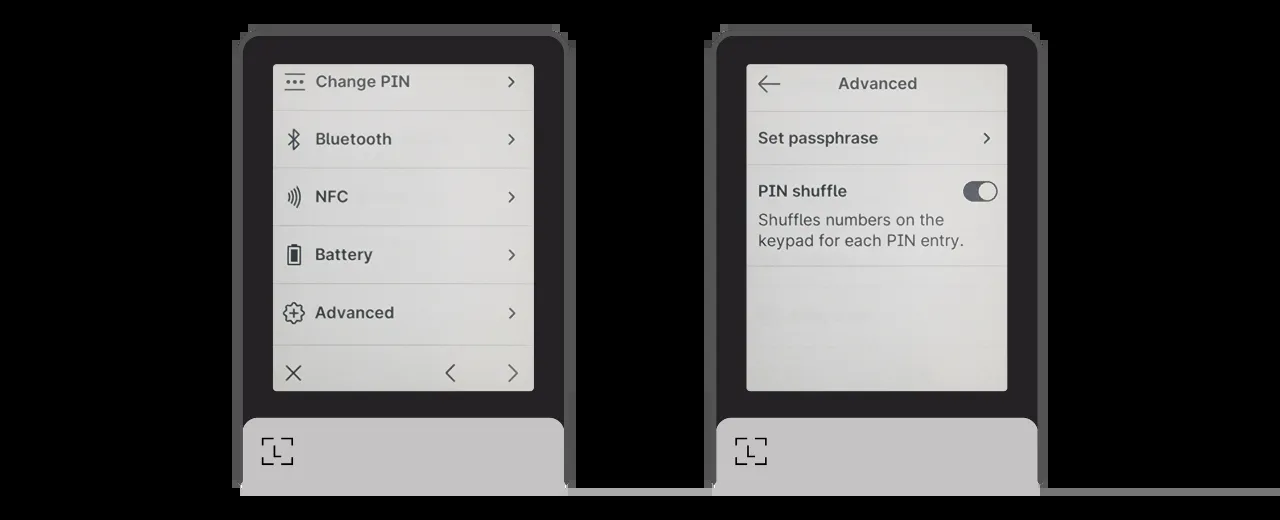 Change PIN
Bluetooth
NFC
Battery
Advanced
L
Advanced
Set passphrase
PIN shuffle
Shuffles numbers on the
keypad for each PIN entry.
L